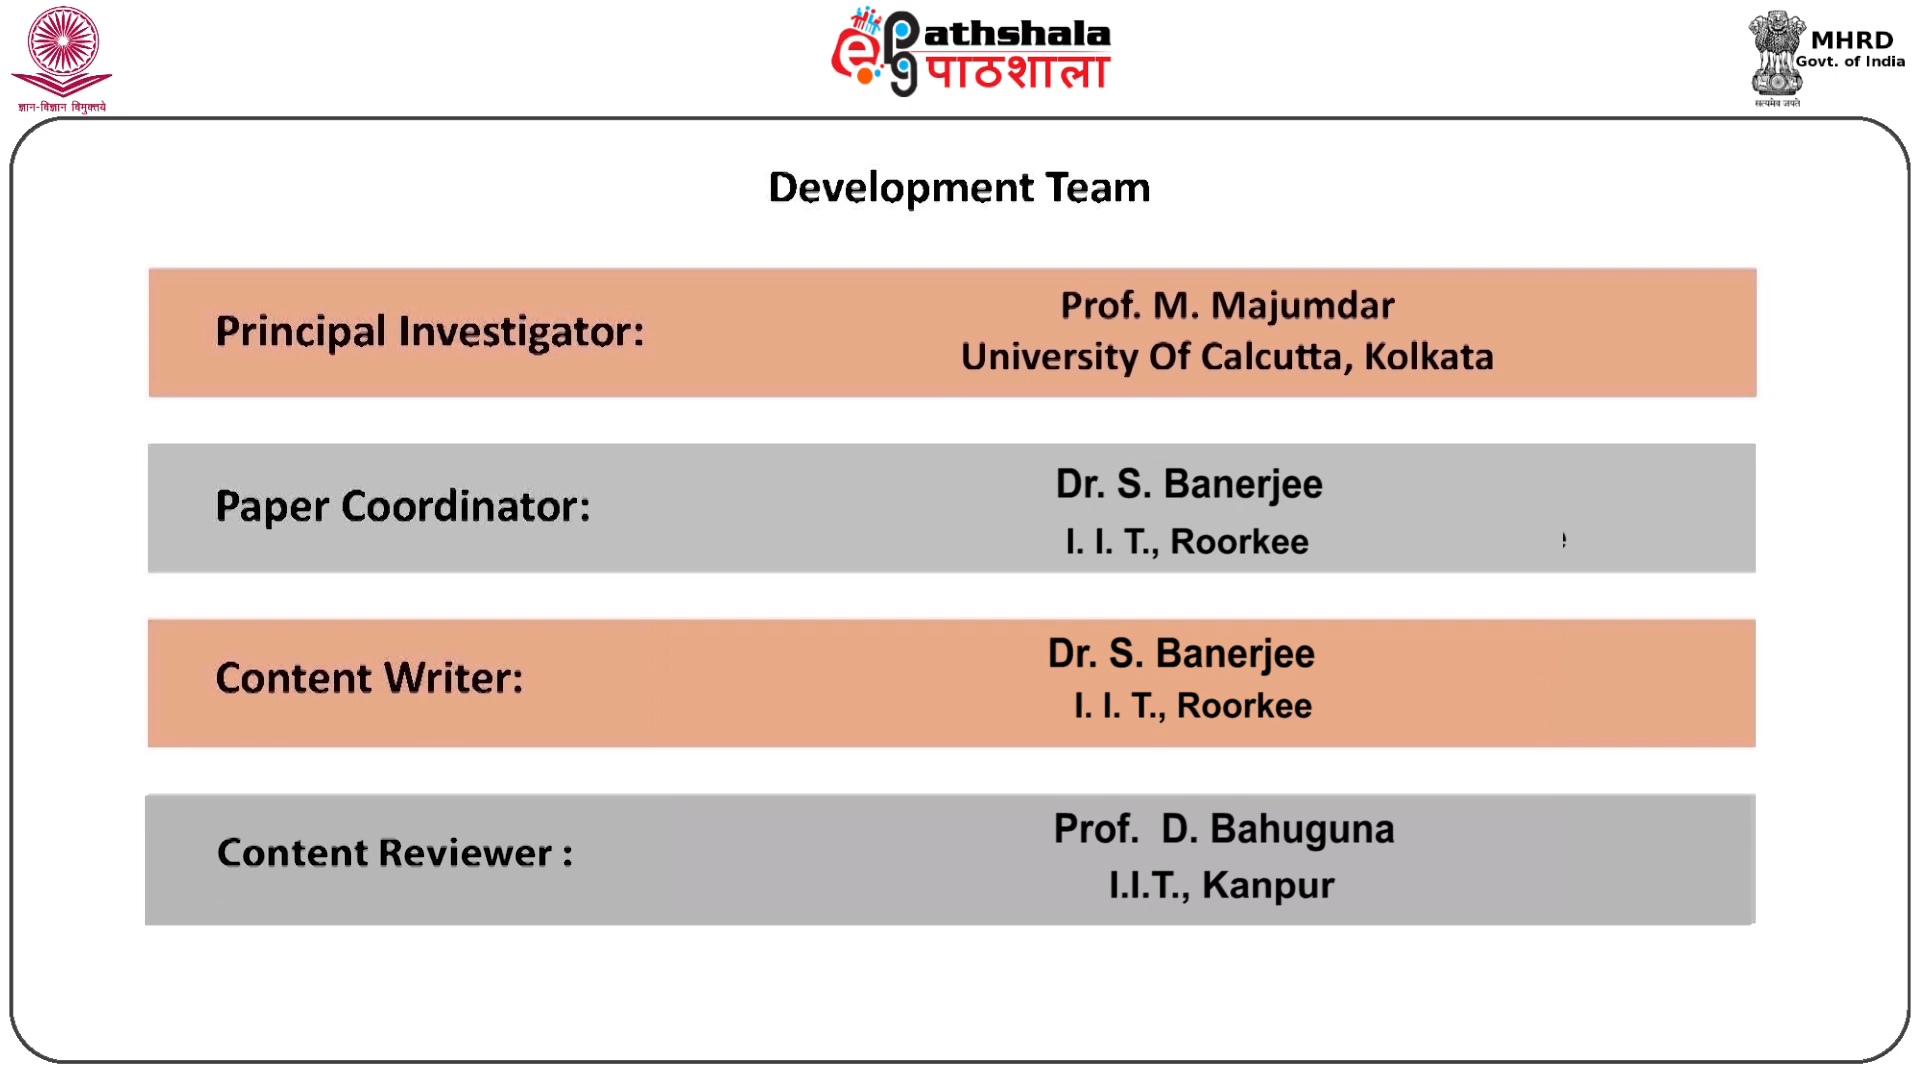 ज्ञान-विज्ञान विमुक्तये
e Pathshala
पाठशाला
MHRD
Govt. of India
सत्यमेव जयते
Development Team
Principal Investigator:
Prof. M. Majumdar
University Of Calcutta, Kolkata
Paper Coordinator:
Dr. S. Banerjee
I. I. T., Roorkee
Content Writer:
Dr. S. Banerjee
I. I. T., Roorkee
Content Reviewer :
Prof. D. Bahuguna
I.I.T., Kanpur